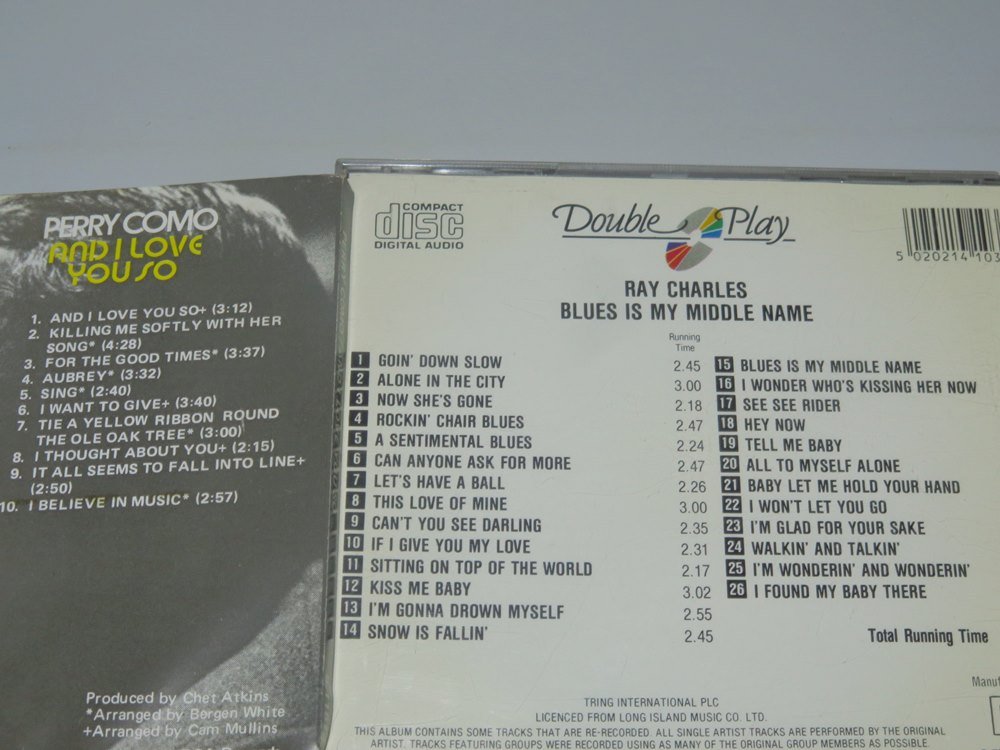 PERRY COMO
AND I LOVE
YOU SO
1. AND I LOVE YOU SO+ (3:12)
2. KILLING ME SOFTLY WITH HER
SONG* (4:28)
3. FOR THE GOOD TIMES* (3:37)
4. AUBREY* (3:32)
5. SING* (2:40)
6. I WANT TO GIVE+ (3:40)
7. TIE A YELLOW RIBBON ROUND
THE OLE OAK TREE* (3:00)
8. I THOUGHT ABOUT YOU+ (2:15)
9. IT ALL SEEMS TO FALL INTO LINE+
(2:50)
10. I BELIEVE IN MUSIC* (2:57)
Produced by Chet Atkins
*Arranged by Bergen White
+Arranged by Cam Mullins
COMPACT
disc
DIGITAL AUDIO
Double Play
5 020214 103
RAY CHARLES
BLUES IS MY MIDDLE NAME
Running
Time
1 GOIN' DOWN SLOW 2.45
2 ALONE IN THE CITY 3.00
3 NOW SHE'S GONE 2.18
4 ROCKIN' CHAIR BLUES 2.47
5 A SENTIMENTAL BLUES 2.24
6 CAN ANYONE ASK FOR MORE 2.47
7 LET'S HAVE A BALL 2.26
8 THIS LOVE OF MINE 3.00
9 CAN'T YOU SEE DARLING 2.35
10 IF I GIVE YOU MY LOVE 2.31
11 SITTING ON TOP OF THE WORLD 2.17
12 KISS ME BABY 3.02
13 I'M GONNA DROWN MYSELF 2.55
14 SNOW IS FALLIN' 2.45
15 BLUES IS MY MIDDLE NAME
16 I WONDER WHO'S KISSING HER NOW
17 SEE SEE RIDER
18 HEY NOW
19 TELL ME BABY
20 ALL TO MYSELF ALONE
21 BABY LET ME HOLD YOUR HAND
22 I WON'T LET YOU GO
23 I'M GLAD FOR YOUR SAKE
24 WALKIN' AND TALKIN'
25 I'M WONDERIN' AND WONDERIN'
26 I FOUND MY BABY THERE
Total Running Time
Manuf
TRING INTERNATIONAL PLC
LICENCED FROM LONG ISLAND MUSIC CO. LTD.
THIS ALBUM CONTAINS SOME TRACKS THAT ARE RE-RECORDED. ALL SINGLE ARTIST TRACKS ARE PERFORMED BY THE ORIGINAL
ARTIST. TRACKS FEATURING GROUPS WERE RECORDED USING AS MANY OF THE ORIGINAL GROUP MEMBERS AS POSSIB